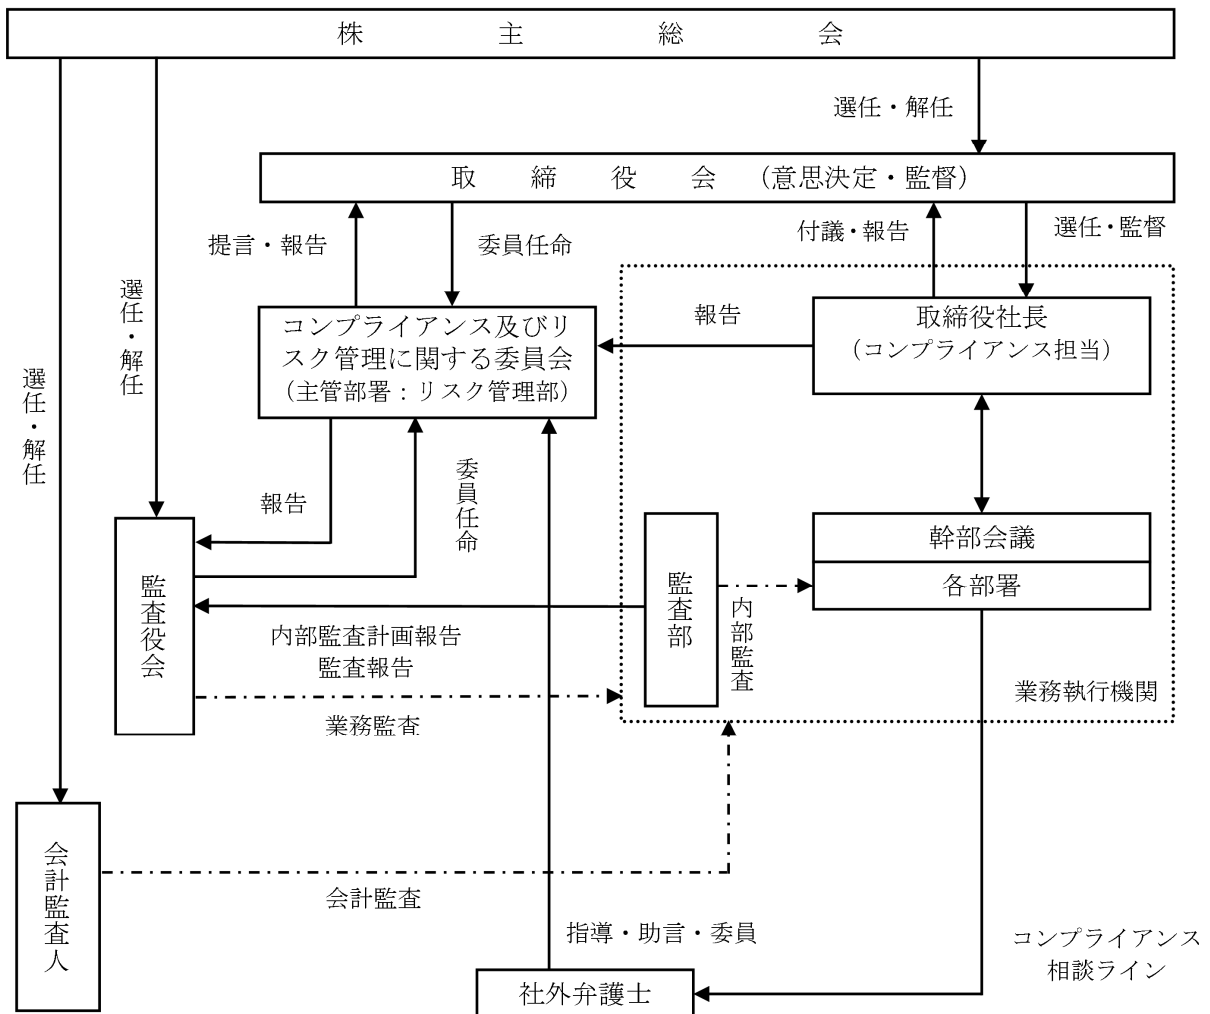 株主総会
選任・解任
取締役会（意思決定・監督）
提言・報告
委員任命
付議・報告
選任・監督
選任・解任
選任・解任
コンプライアンス及びリ
スク管理に関する委員会
（主管部署：リスク管理部）
報告
取締役社長
（コンプライアンス担当）
報告
委員任命
幹部会議
各部署
監査役会
監査部
内部監査
内部監査計画報告
監査報告
業務監査
業務執行機関
会計監査人
会計監査
指導・助言・委員
コンプライアンス
相談ライン
社外弁護士